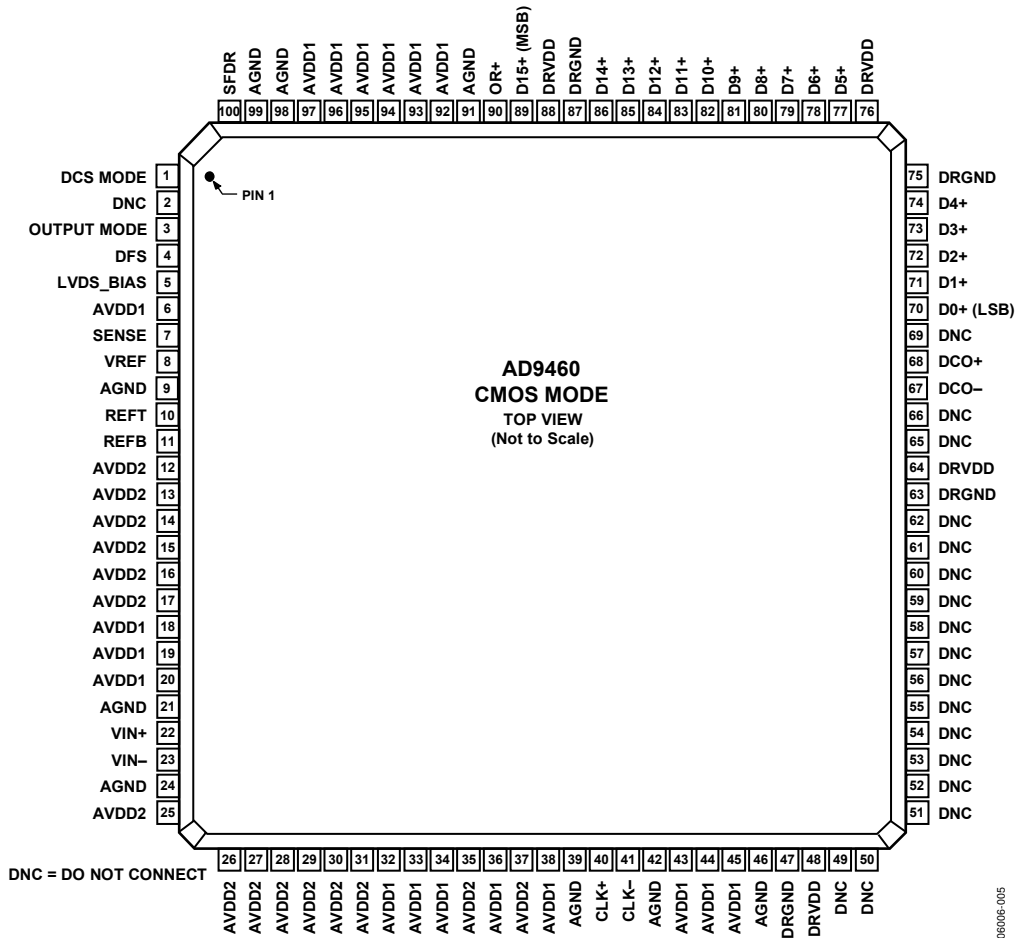 SFDR
AGND
AGND
AVDD1
AVDD1
AVDD1
AVDD1
AVDD1
AVDD1
AGND
OR+
D15+ (MSB)
DRVDD
DRGND
D14+
D13+
D12+
D11+
D10+
D9+
D8+
D7+
D6+
D5+
DRVDD
100 99 98 97 96 95 94 93 92 91 90 89 88 87 86 85 84 83 82 81 80 79 78 77 76
DCS MODE 1
DNC 2
OUTPUT MODE 3
DFS 4
LVDS_BIAS 5
AVDD1 6
SENSE 7
VREF 8
AGND 9
REFT 10
REFB 11
AVDD2 12
AVDD2 13
AVDD2 14
AVDD2 15
AVDD2 16
AVDD2 17
AVDD1 18
AVDD1 19
AVDD1 20
AGND 21
VIN+ 22
VIN– 23
AGND 24
AVDD2 25
PIN 1
AD9460
CMOS MODE
TOP VIEW
(Not to Scale)
75 DRGND
74 D4+
73 D3+
72 D2+
71 D1+
70 D0+ (LSB)
69 DNC
68 DCO+
67 DCO–
66 DNC
65 DNC
64 DRVDD
63 DRGND
62 DNC
61 DNC
60 DNC
59 DNC
58 DNC
57 DNC
56 DNC
55 DNC
54 DNC
53 DNC
52 DNC
51 DNC
26 27 28 29 30 31 32 33 34 35 36 37 38 39 40 41 42 43 44 45 46 47 48 49 50
DNC = DO NOT CONNECT
AVDD2
AVDD2
AVDD2
AVDD2
AVDD2
AVDD2
AVDD1
AVDD1
AVDD1
AVDD2
AVDD1
AVDD2
AVDD1
AGND
CLK+
CLK–
AGND
AVDD1
AVDD1
AVDD1
AGND
DRGND
DRVDD
DNC
DNC
06006-005